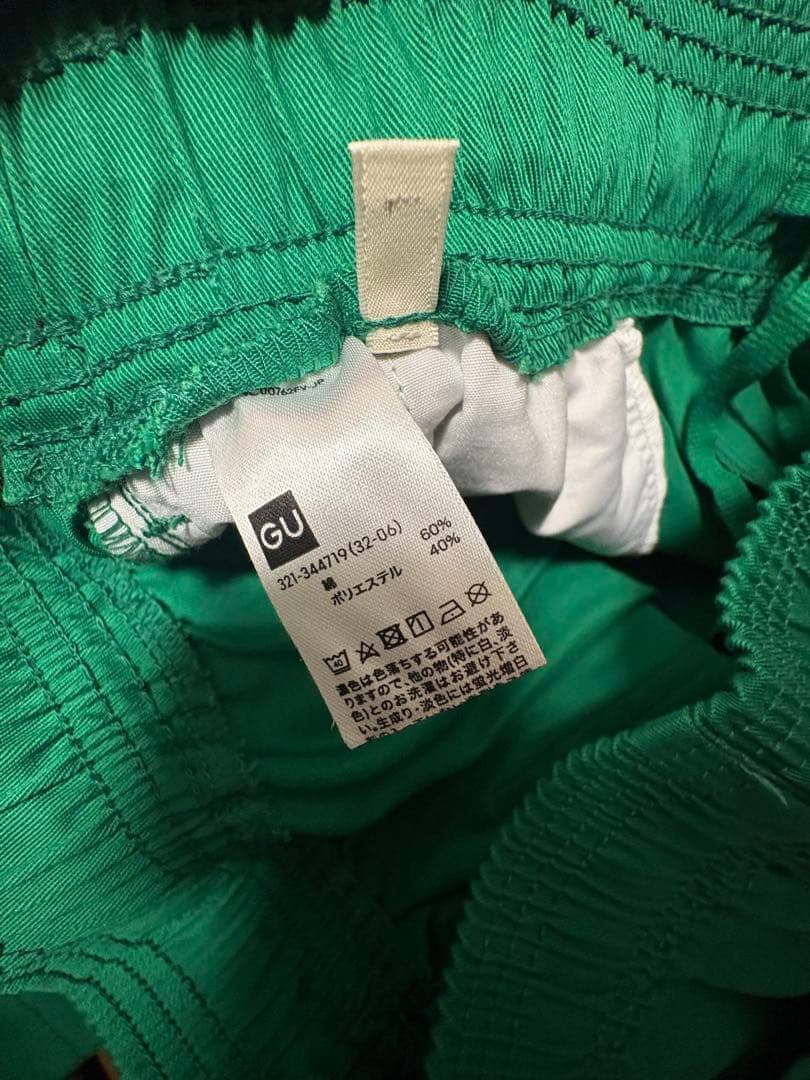 00762FV-JP
GU
321-344719(32-06)
綿 60%
ポリエステル 40%
40
濃色は色落ちする可能性があ
りますので、他の物(特に白、淡
色)とのお洗濯はお避け下さ
い。生成り・淡色には蛍光増白